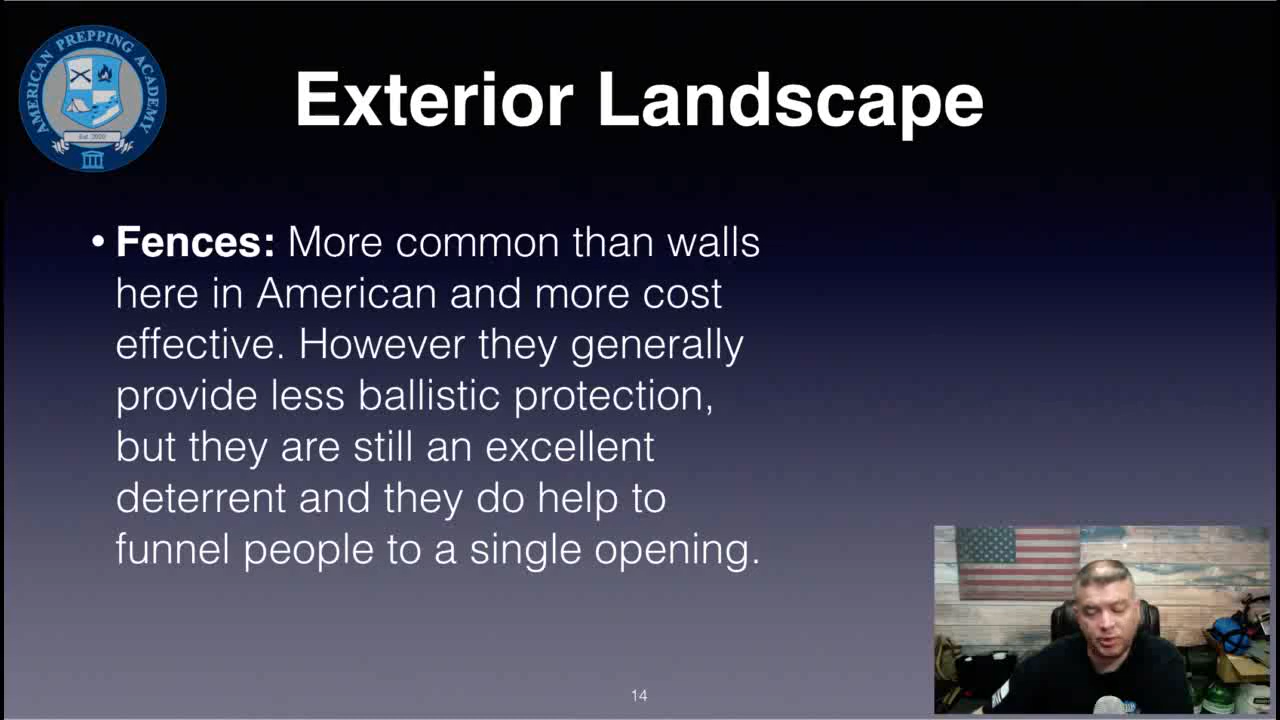 AMERICAN PREPPING ACADEMY
Est. 2020
Exterior Landscape
• Fences: More common than walls
here in American and more cost
effective. However they generally
provide less ballistic protection,
but they are still an excellent
deterrent and they do help to
funnel people to a single opening.
14